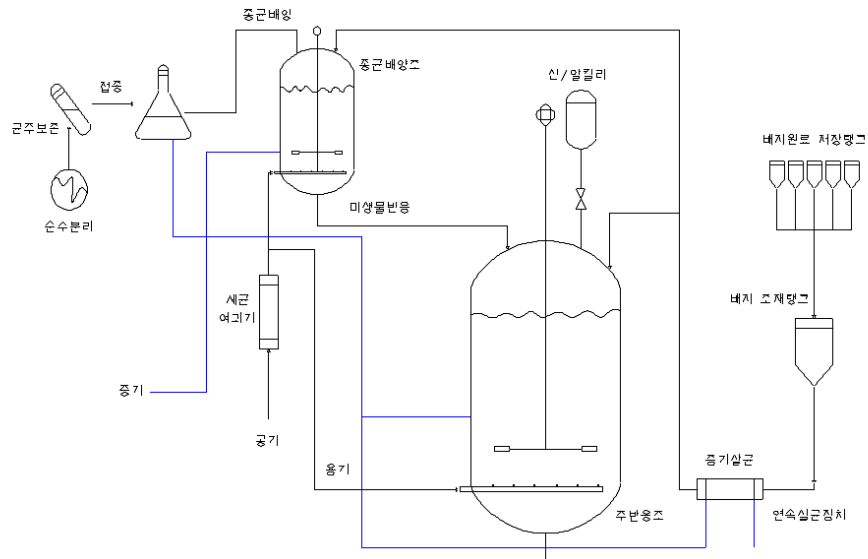 종균배양
종균배양조
신/알킬리
접종
균주보존
배지원료 저장탱크
순수분리
미생물반응
세균
여과기
배지 조제탱크
증기
공기
용기
증기살균
주반응조
연속실균장치